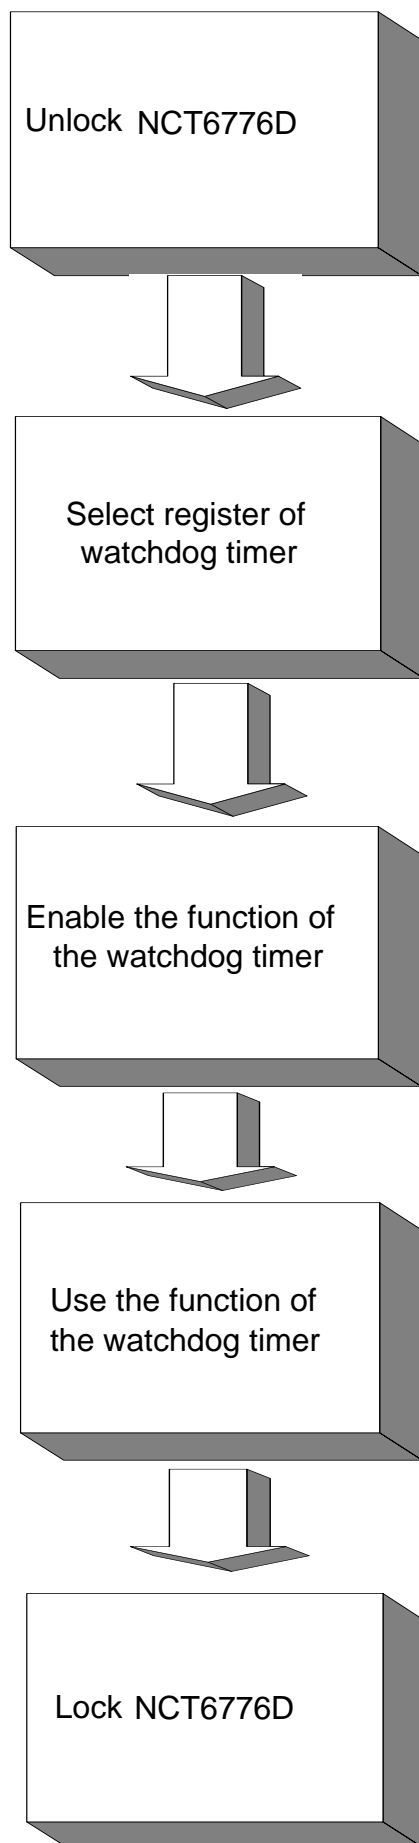 Unlock NCT6776D
Select register of
watchdog timer
Enable the function of
the watchdog timer
Use the function of
the watchdog timer
Lock NCT6776D